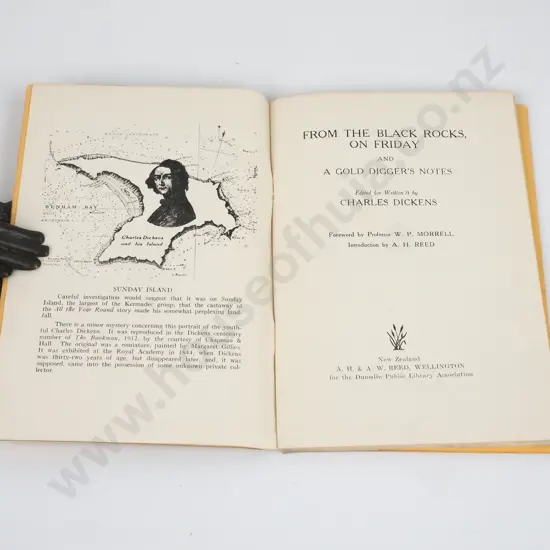 DENHAM BAY
Charles Dickens
and his Island
SUNDAY ISLAND
Careful investigation would suggest that it was on Sunday
Island, the largest of the Kermadec group, that the castaway of
the All the Year Round story made his somewhat perplexing land-
fall.
There is a minor mystery concerning this portrait of the youth-
ful Charles Dickens. It was reproduced in the Dickens centenary
number of The Bookman, 1912, by the courtesy of Chapman &
Hall. The original was a miniature, painted by Margaret Gillies.
It was exhibited at the Royal Academy in 1844, when Dickens
was thirty-two years of age, but disappeared later, and, it was
supposed, came into the possession of some unknown private col-
lector.
FROM THE BLACK ROCKS,
ON FRIDAY
AND
A GOLD DIGGER'S NOTES
Edited (or Written?) by
CHARLES DICKENS
Foreword by Professor W. P. MORRELL
Introduction by A. H. REED
New Zealand
A. H. & A. W. REED, WELLINGTON
for the Dunedin Public Library Association
www.houseofhulme.co.nz